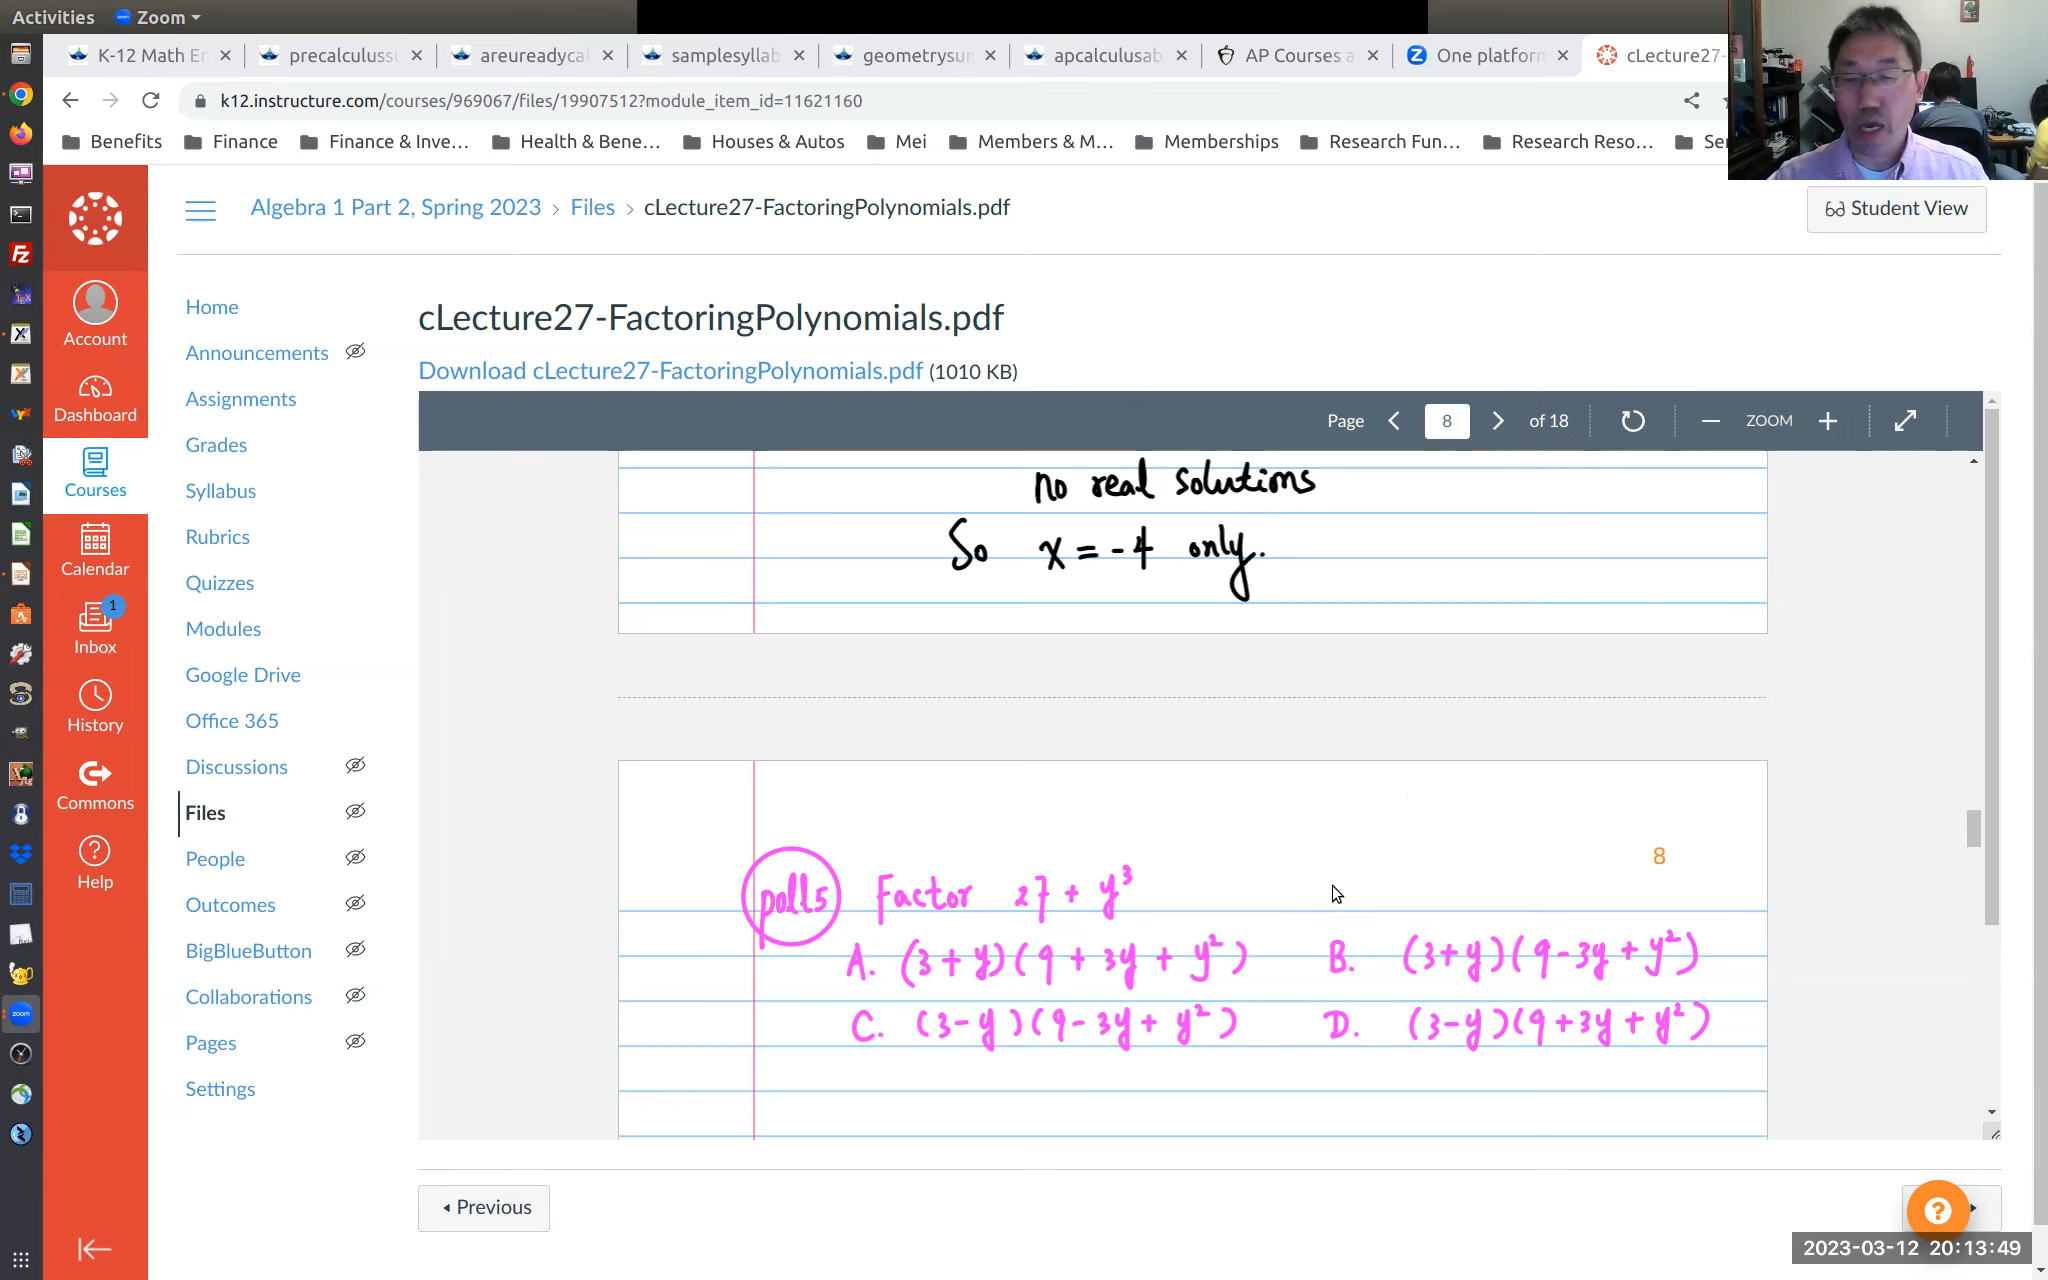 Activities Zoom
K-12 Math Er precalculussu areureadycal samplesyllab geometrysun apcalculusab AP Courses a One platform cLecture27-
k12.instructure.com/courses/969067/files/19907512?module_item_id=11621160
Benefits Finance Finance & Inve... Health & Bene... Houses & Autos Mei Members & M... Memberships Research Fun... Research Reso... Ser
Algebra 1 Part 2, Spring 2023 › Files › cLecture27-FactoringPolynomials.pdf
Student View
Account
Dashboard
Courses
Calendar
1
Inbox
History
Commons
Help
Home
Announcements
Assignments
Grades
Syllabus
Rubrics
Quizzes
Modules
Google Drive
Office 365
Discussions
Files
People
Outcomes
BigBlueButton
Collaborations
Pages
Settings
cLecture27-FactoringPolynomials.pdf
Download cLecture27-FactoringPolynomials.pdf (1010 KB)
Page 8 of 18 ZOOM
no real solutions
So x = -4 only.
8
poll5 Factor 27 + y³
A. (3+y)(9+3y+y²) B. (3+y)(9-3y+y²)
C. (3-y)(9-3y+y²) D. (3-y)(9+3y+y²)
Previous
2023-03-12 20:13:49